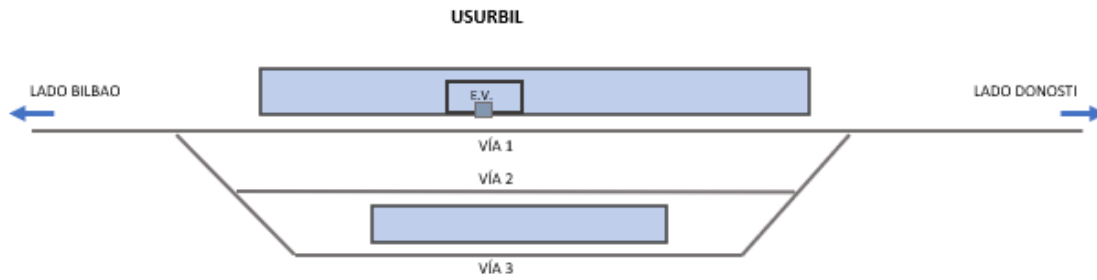 USURBIL
LADO BILBAO
E.V.
LADO DONOSTI
VÍA 1
VÍA 2
VÍA 3